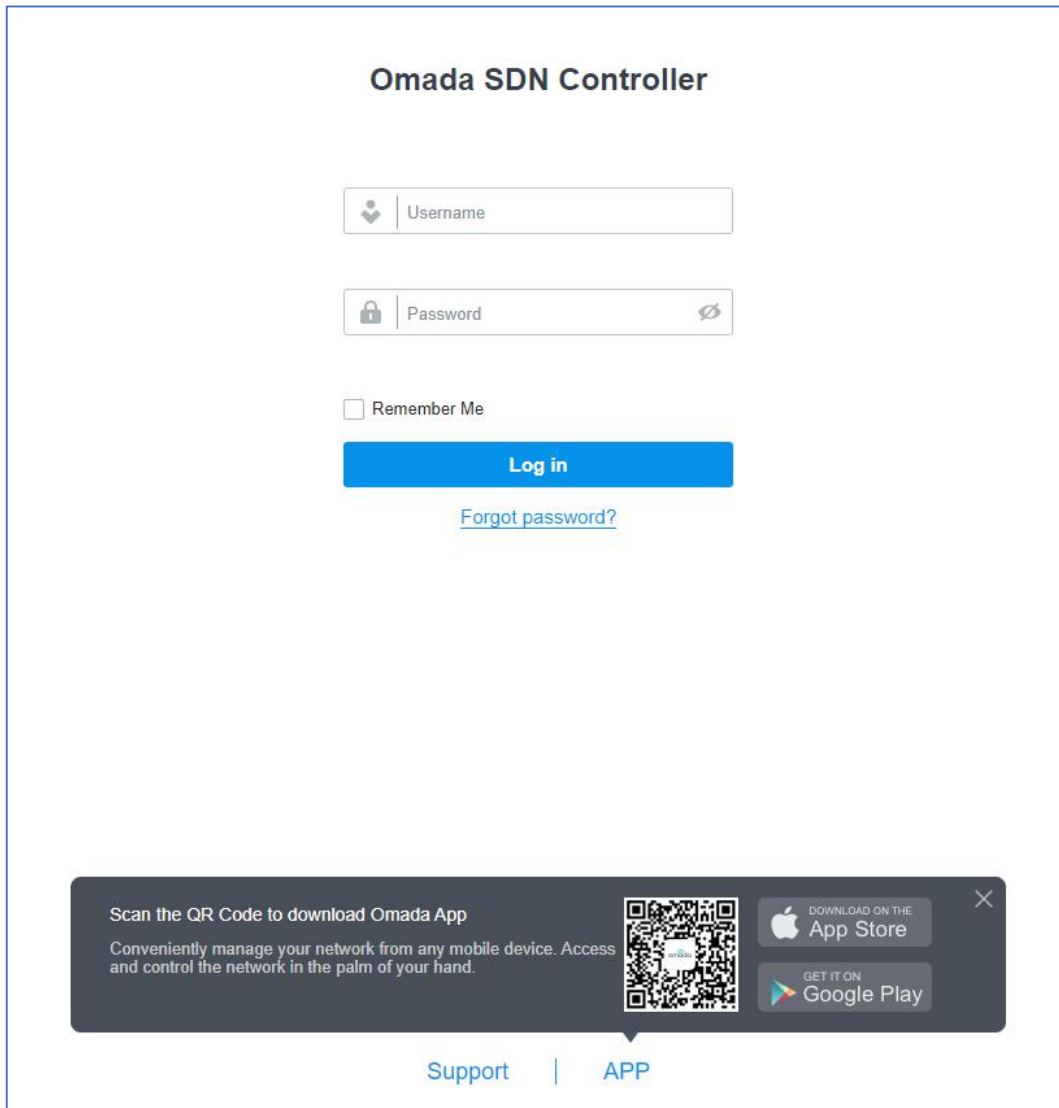 Omada SDN Controller
Username
Password
Remember Me
Log in
Forgot password?
Scan the QR Code to download Omada App
Conveniently manage your network from any mobile device. Access
and control the network in the palm of your hand.
omada
DOWNLOAD ON THE
App Store
GET IT ON
Google Play
Support
APP